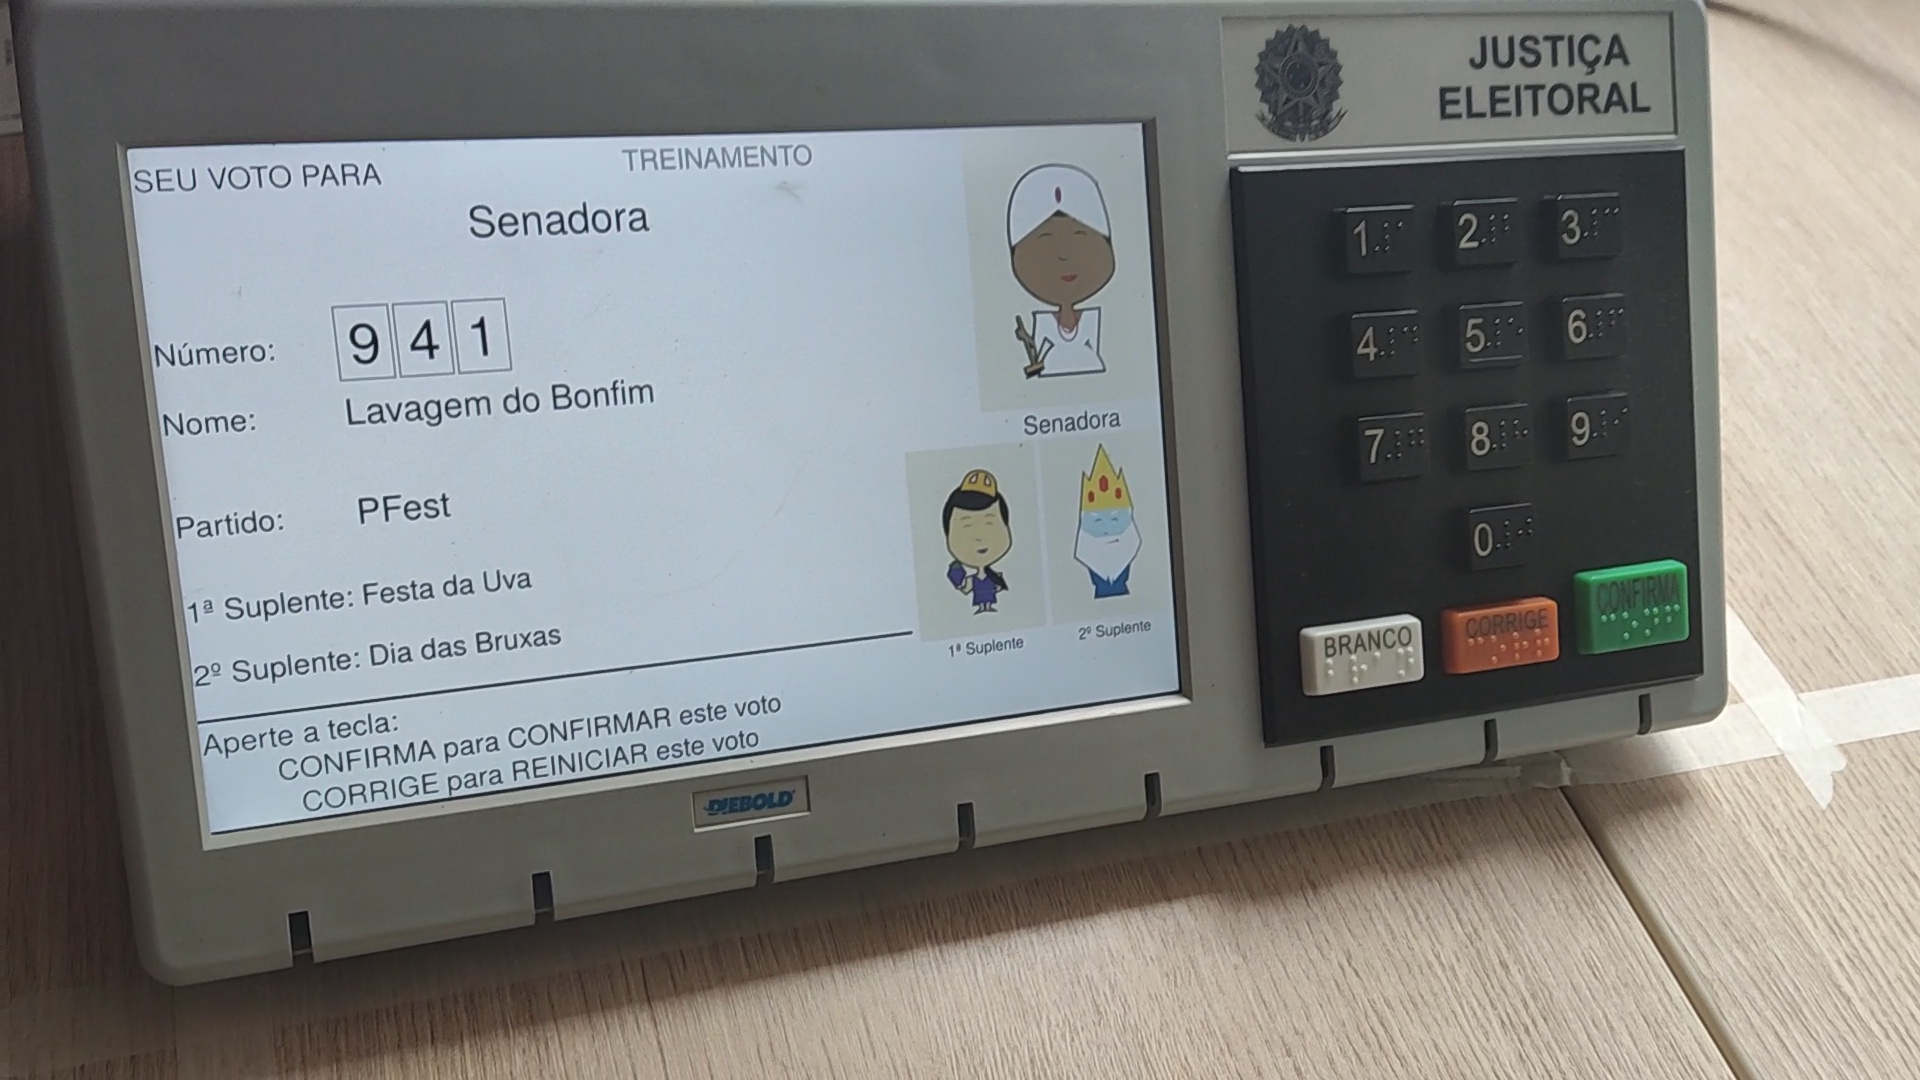 SEU VOTO PARA
TREINAMENTO
Senadora
Número: 9 4 1
Nome: Lavagem do Bonfim
Partido: PFest
1ª Suplente: Festa da Uva
2º Suplente: Dia das Bruxas
Senadora
1ª Suplente
2º Suplente
Aperte a tecla:
CONFIRMA para CONFIRMAR este voto
CORRIGE para REINICIAR este voto
DIEBOLD
JUSTIÇA
ELEITORAL
1 2 3
4 5 6
7 8 9
0
BRANCO CORRIGE CONFIRMA